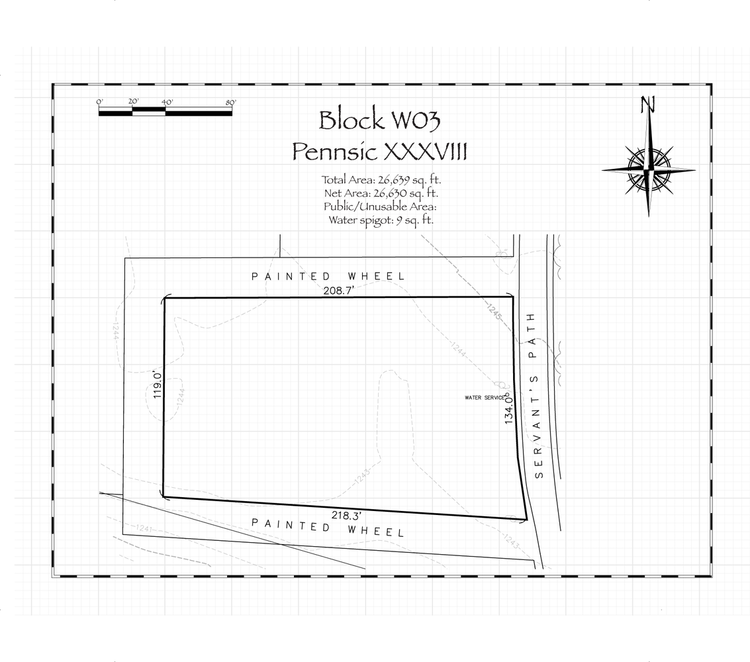 0' 20' 40' 80'
N
Block W03
Pennsic XXXVIII
Total Area: 26,639 sq. ft.
Net Area: 26,630 sq. ft.
Public/Unusable Area:
Water spigot: 9 sq. ft.
PAINTED WHEEL
208.7'
1245
1244
1244
SERVANT'S PATH
119.0'
1244
WATER SERVICE
134.0'
1243
218.3'
PAINTED WHEEL
1241
1243